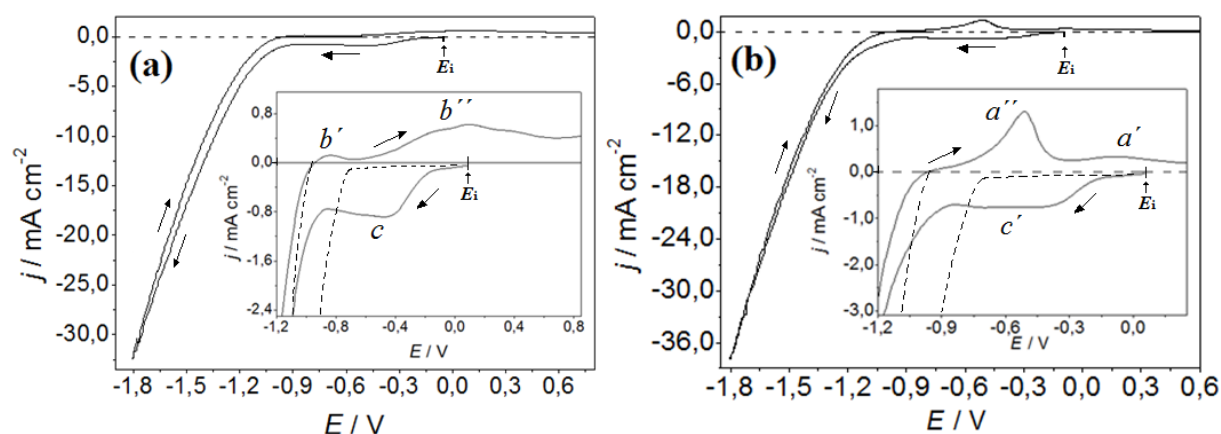 (a)
0,0
-5,0
-10,0
-15,0
-20,0
-25,0
-30,0
j / mA cm-2
-1,8 -1,5 -1,2 -0,9 -0,6 -0,3 0,0 0,3 0,6
E / V
Ei
0.8
0.0
-0.8
-1.6
-2.4
j / mA cm-2
-1,2 -0,8 -0,4 0,0 0,4 0,8
E / V
b′
b′′
c
Ei
(b)
0,0
-6,0
-12,0
-18,0
-24,0
-30,0
-36,0
j / mA cm-2
-1,8 -1,5 -1,2 -0,9 -0,6 -0,3 0,0 0,3 0,6
E / V
Ei
1,0
0,0
-1,0
-2,0
-3,0
j / mA cm-2
-1,2 -0,9 -0,6 -0,3 0,0
E / V
a′′
a′
c′
Ei